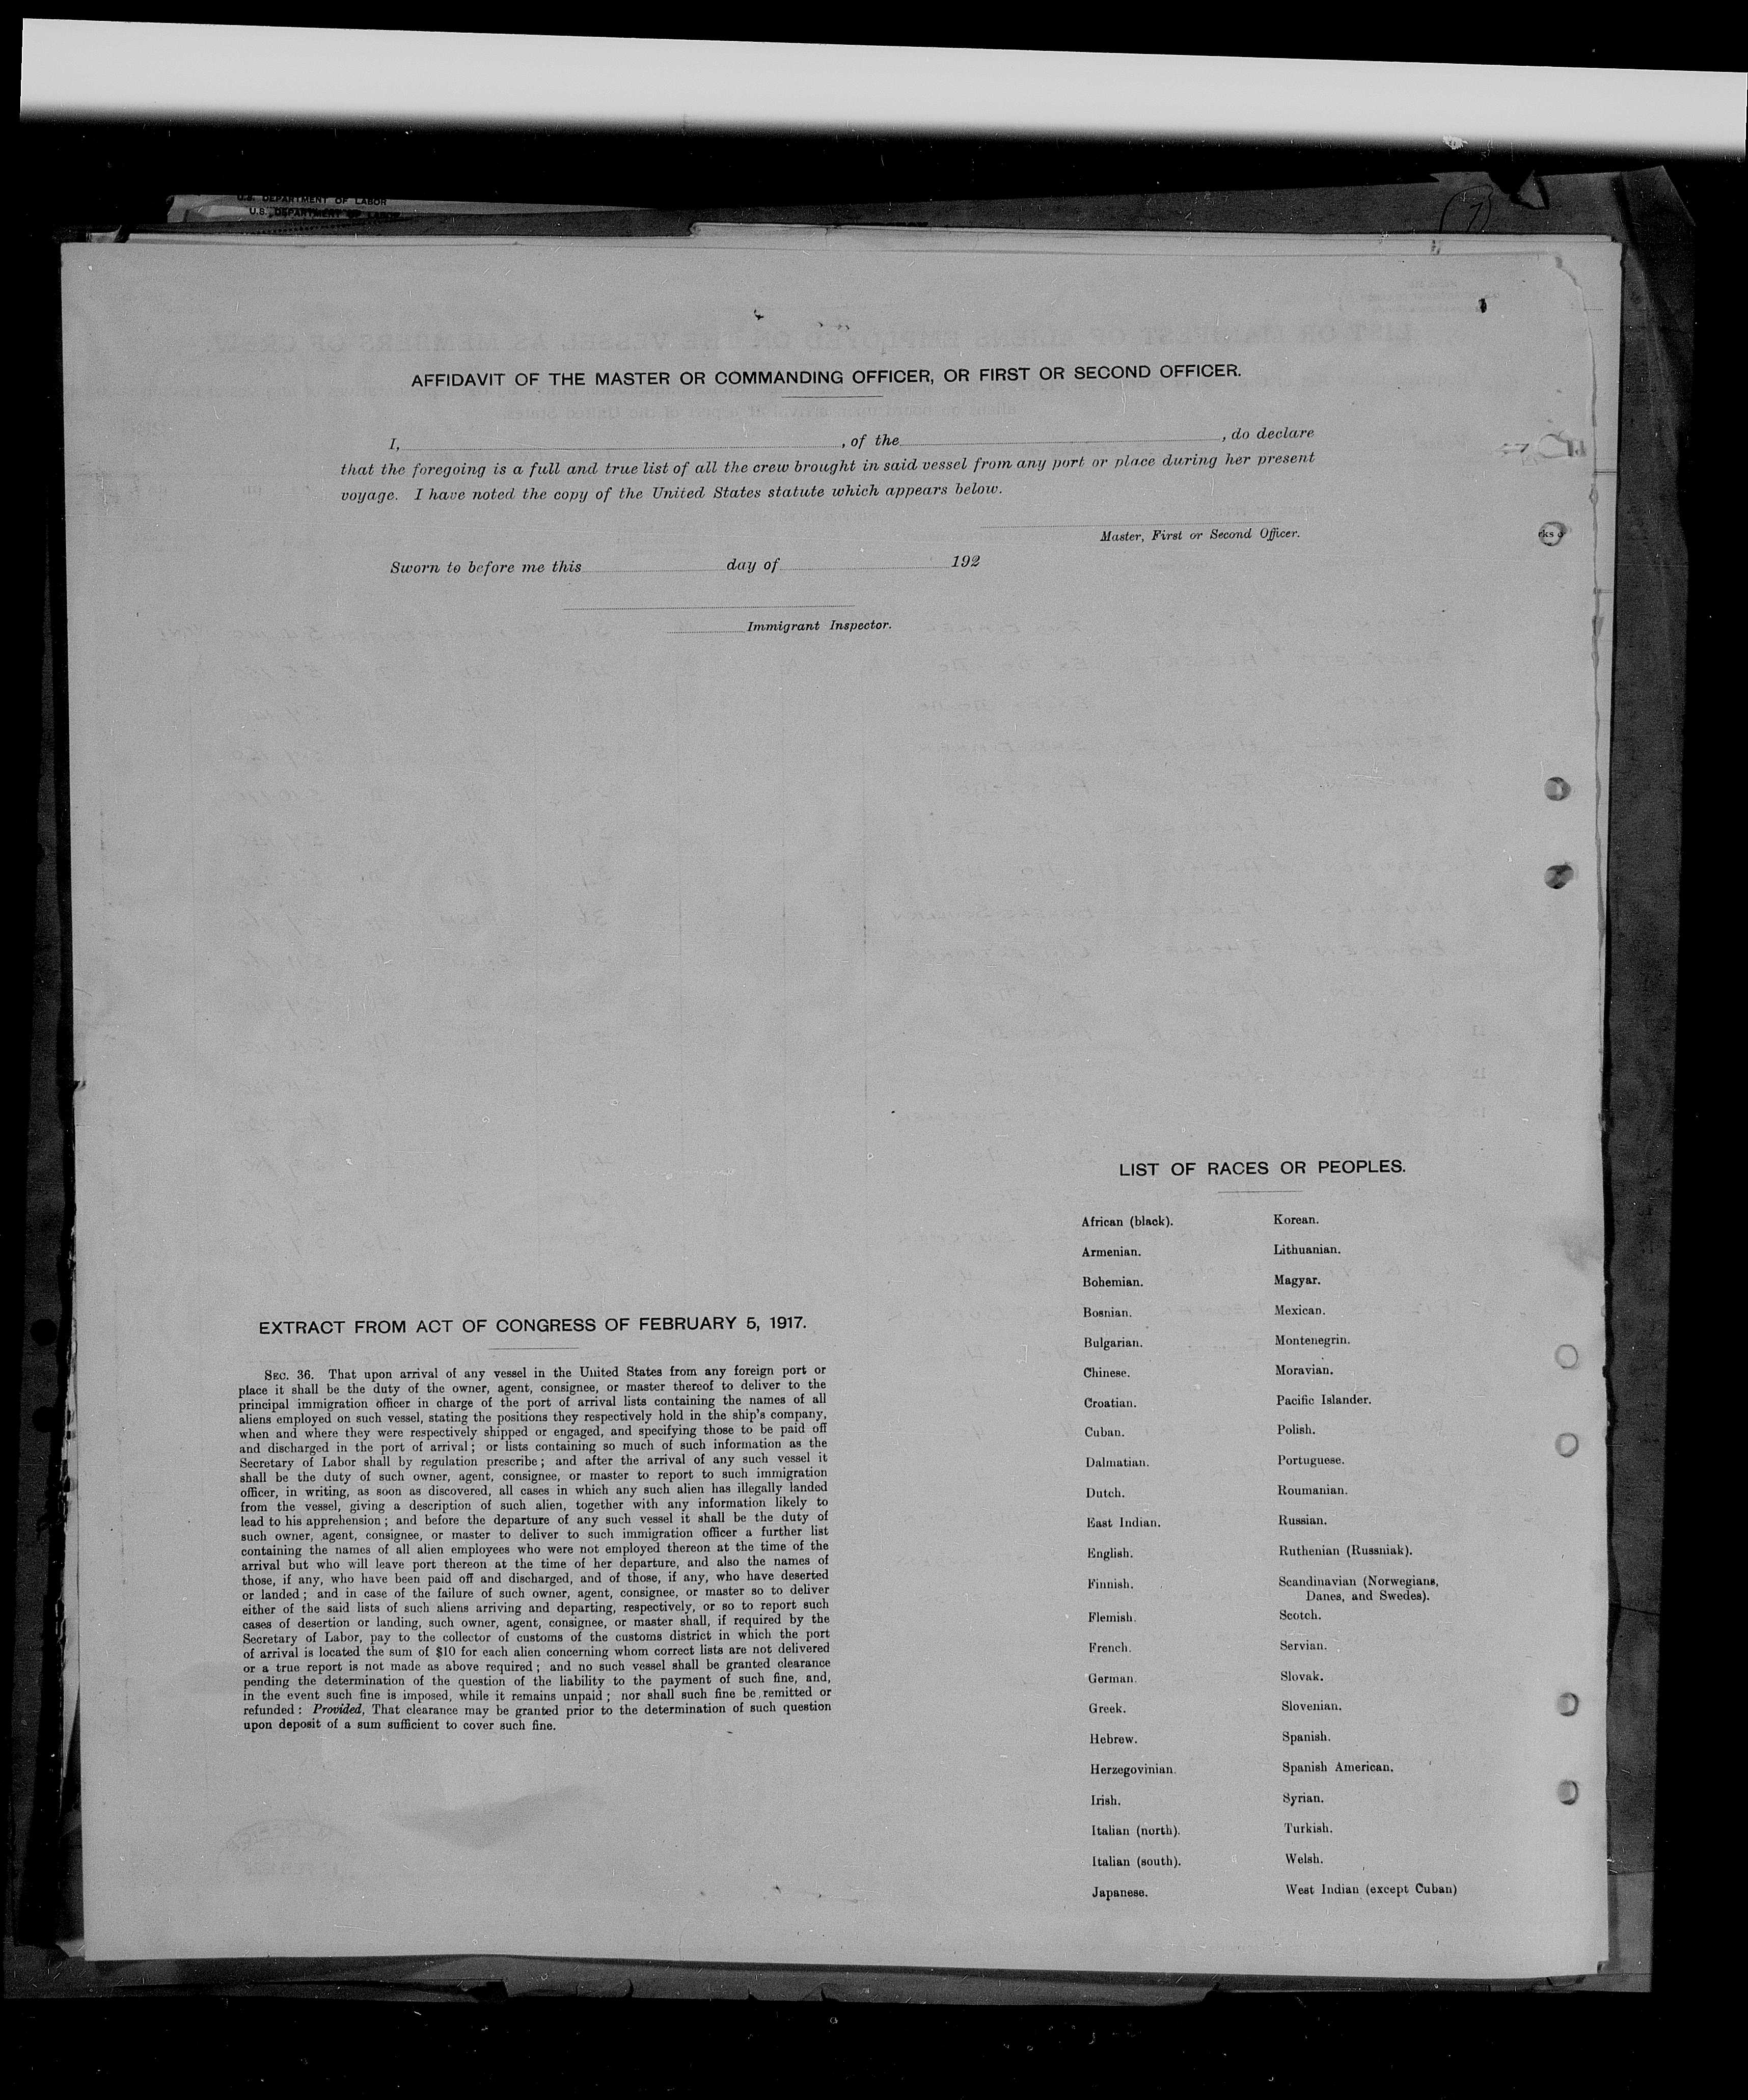 U.S. DEPARTMENT OF LABOR
U.S. DEPARTMENT OF LABOR
7
AFFIDAVIT OF THE MASTER OR COMMANDING OFFICER, OR FIRST OR SECOND OFFICER.
I, , of the , do declare
that the foregoing is a full and true list of all the crew brought in said vessel from any port or place during her present
voyage. I have noted the copy of the United States statute which appears below.
Master, First or Second Officer.
Sworn to before me this day of 192
Immigrant Inspector.
EXTRACT FROM ACT OF CONGRESS OF FEBRUARY 5, 1917.
SEC. 36. That upon arrival of any vessel in the United States from any foreign port or
place it shall be the duty of the owner, agent, consignee, or master thereof to deliver to the
principal immigration officer in charge of the port of arrival lists containing the names of all
aliens employed on such vessel, stating the positions they respectively hold in the ship's company,
when and where they were respectively shipped or engaged, and specifying those to be paid off
and discharged in the port of arrival; or lists containing so much of such information as the
Secretary of Labor shall by regulation prescribe; and after the arrival of any such vessel it
shall be the duty of such owner, agent, consignee, or master to report to such immigration
officer, in writing, as soon as discovered, all cases in which any such alien has illegally landed
from the vessel, giving a description of such alien, together with any information likely to
lead to his apprehension; and before the departure of any such vessel it shall be the duty of
such owner, agent, consignee, or master to deliver to such immigration officer a further list
containing the names of all alien employees who were not employed thereon at the time of the
arrival but who will leave port thereon at the time of her departure, and also the names of
those, if any, who have been paid off and discharged, and of those, if any, who have deserted
or landed; and in case of the failure of such owner, agent, consignee, or master so to deliver
either of the said lists of such aliens arriving and departing, respectively, or so to report such
cases of desertion or landing, such owner, agent, consignee, or master shall, if required by the
Secretary of Labor, pay to the collector of customs of the customs district in which the port
of arrival is located the sum of $10 for each alien concerning whom correct lists are not delivered
or a true report is not made as above required; and no such vessel shall be granted clearance
pending the determination of the question of the liability to the payment of such fine, and,
in the event such fine is imposed, while it remains unpaid; nor shall such fine be remitted or
refunded: Provided, That clearance may be granted prior to the determination of such question
upon deposit of a sum sufficient to cover such fine.
LIST OF RACES OR PEOPLES.
African (black).
Armenian.
Bohemian.
Bosnian.
Bulgarian.
Chinese.
Croatian.
Cuban.
Dalmatian.
Dutch.
East Indian.
English.
Finnish.
Flemish.
French.
German.
Greek.
Hebrew.
Herzegovinian.
Irish.
Italian (north).
Italian (south).
Japanese.
Korean.
Lithuanian.
Magyar.
Mexican.
Montenegrin.
Moravian.
Pacific Islander.
Polish.
Portuguese.
Roumanian.
Russian.
Ruthenian (Russniak).
Scandinavian (Norwegians,
Danes, and Swedes).
Scotch.
Servian.
Slovak.
Slovenian.
Spanish.
Spanish American.
Syrian.
Turkish.
Welsh.
West Indian (except Cuban)